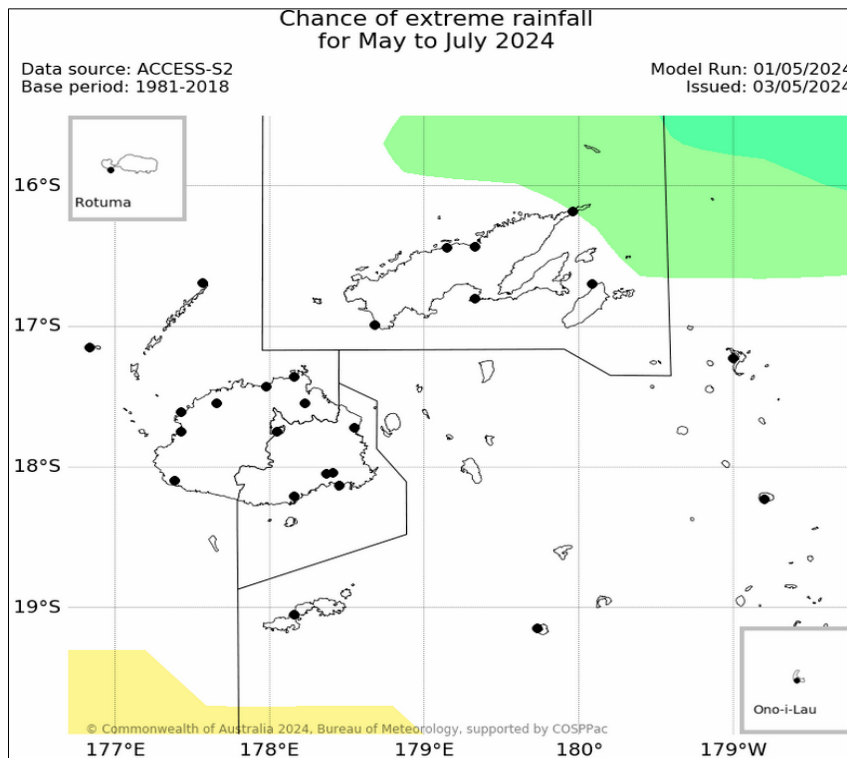 Chance of extreme rainfall
for May to July 2024
Data source: ACCESS-S2
Base period: 1981-2018
Model Run: 01/05/2024
Issued: 03/05/2024
Rotuma
16°S
17°S
18°S
19°S
Ono-i-Lau
© Commonwealth of Australia 2024, Bureau of Meteorology, supported by COSPPac
177°E
178°E
179°E
180°
179°W